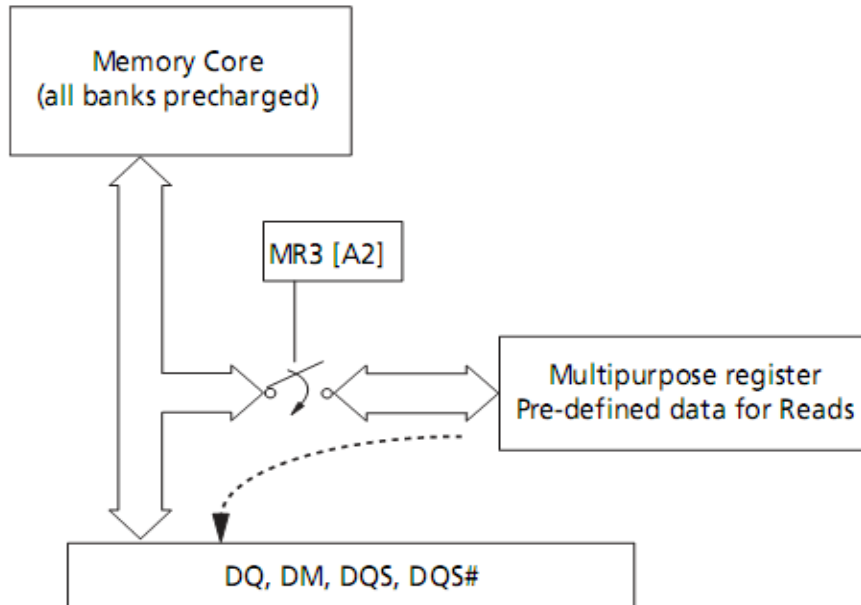 Memory Core
(all banks precharged)
MR3 [A2]
Multipurpose register
Pre-defined data for Reads
DQ, DM, DQS, DQS#